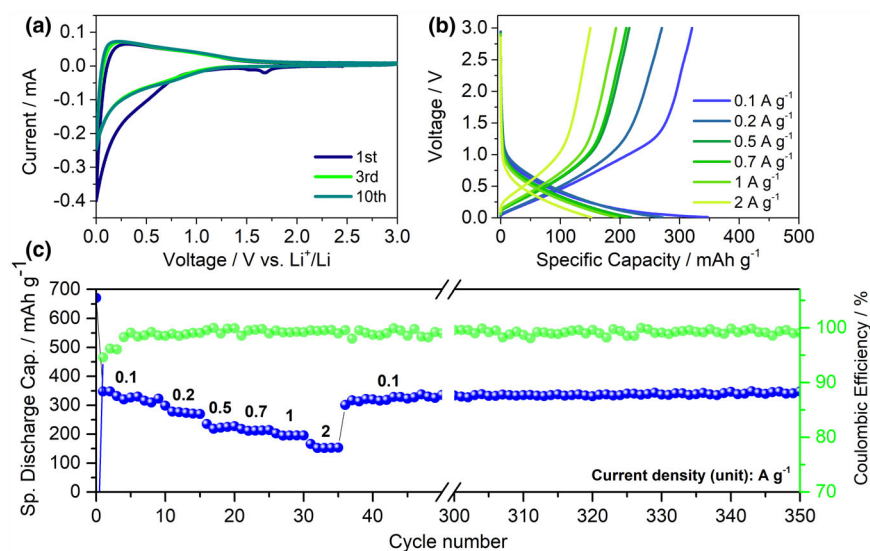 (a)
0.1
0.0
-0.1
-0.2
-0.3
-0.4
Current / mA
1st
3rd
10th
0.0 0.5 1.0 1.5 2.0 2.5 3.0
Voltage / V vs. Li⁺/Li
(b)
3.0
2.5
2.0
1.5
1.0
0.5
0.0
Voltage / V
0.1 A g⁻¹
0.2 A g⁻¹
0.5 A g⁻¹
0.7 A g⁻¹
1 A g⁻¹
2 A g⁻¹
0 100 200 300 400 500
Specific Capacity / mAh g⁻¹
(c)
700
600
500
400
300
200
100
0
Sp. Discharge Cap. / mAh g⁻¹
0.1
0.2
0.5
0.7
1
2
0.1
Current density (unit): A g⁻¹
100
90
80
70
Coulombic Efficiency / %
0 10 20 30 40 300 310 320 330 340 350
Cycle number